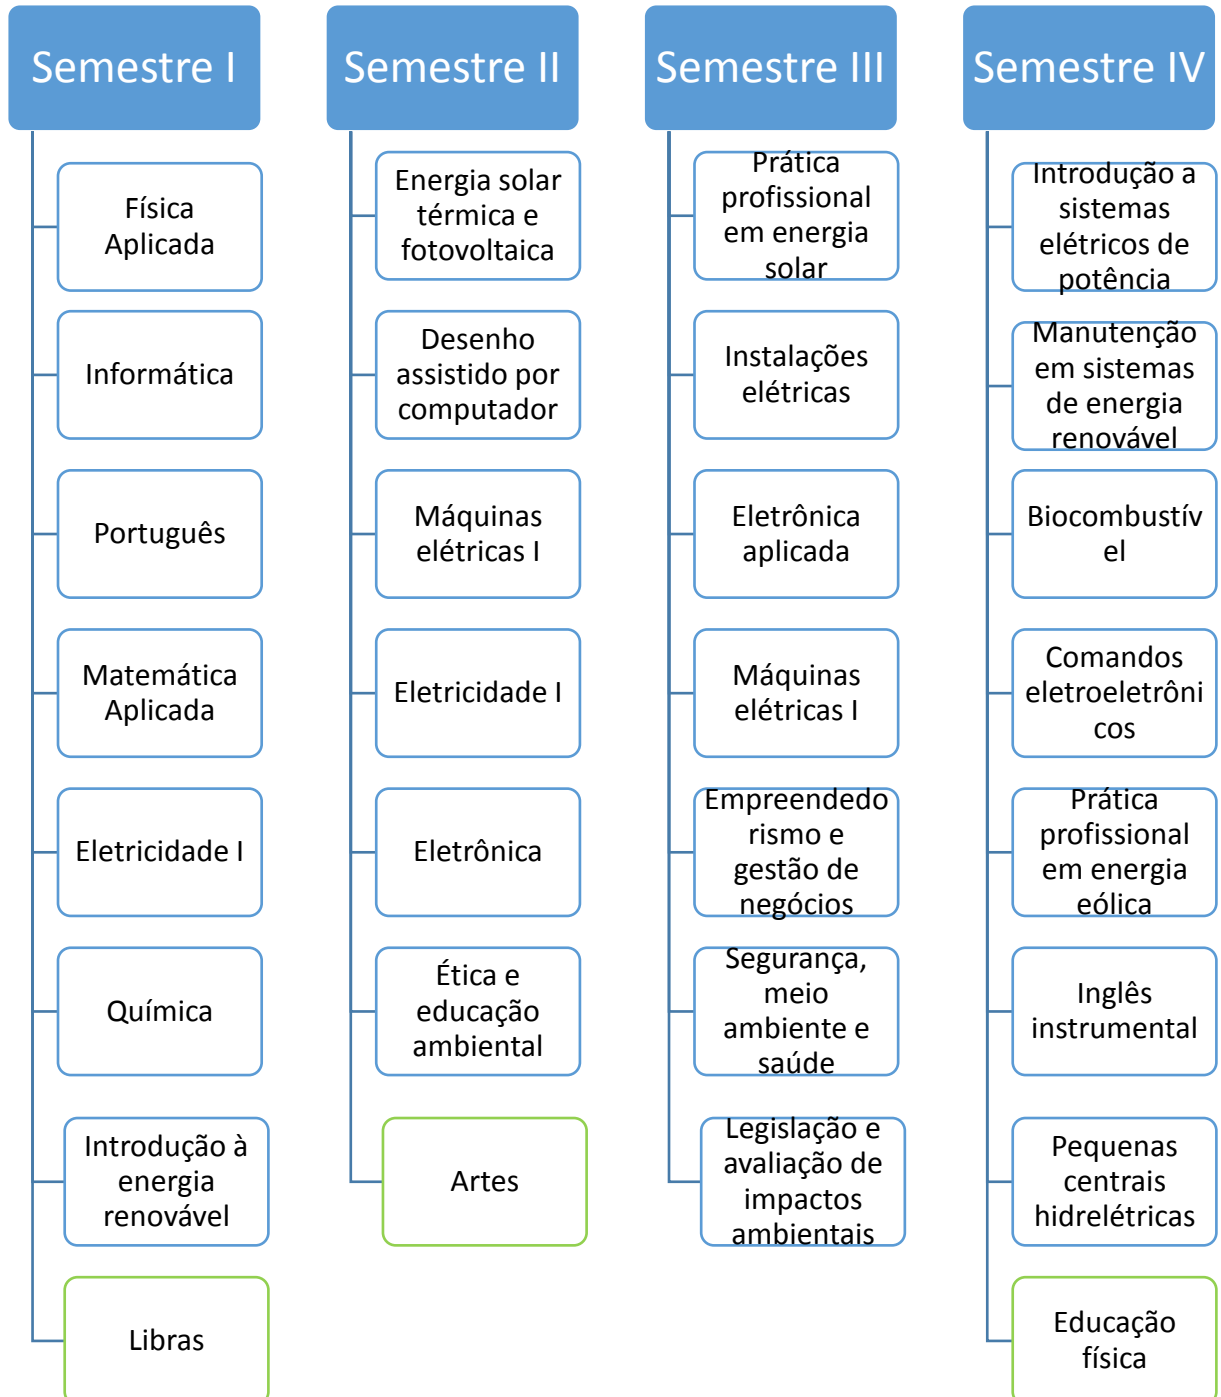 Semestre I
Física
Aplicada
Informática
Português
Matemática
Aplicada
Eletricidade I
Química
Introdução à
energia
renovável
Libras
Semestre II
Energia solar
térmica e
fotovoltaica
Desenho
assistido por
computador
Máquinas
elétricas I
Eletricidade I
Eletrônica
Ética e
educação
ambiental
Artes
Semestre III
Prática
profissional
em energia
solar
Instalações
elétricas
Eletrônica
aplicada
Máquinas
elétricas I
Empreendedo
rismo e
gestão de
negócios
Segurança,
meio
ambiente e
saúde
Legislação e
avaliação de
impactos
ambientais
Semestre IV
Introdução a
sistemas
elétricos de
potência
Manutenção
em sistemas
de energia
renovável
Biocombustív
el
Comandos
eletroeletrôni
cos
Prática
profissional
em energia
eólica
Inglês
instrumental
Pequenas
centrais
hidrelétricas
Educação
física